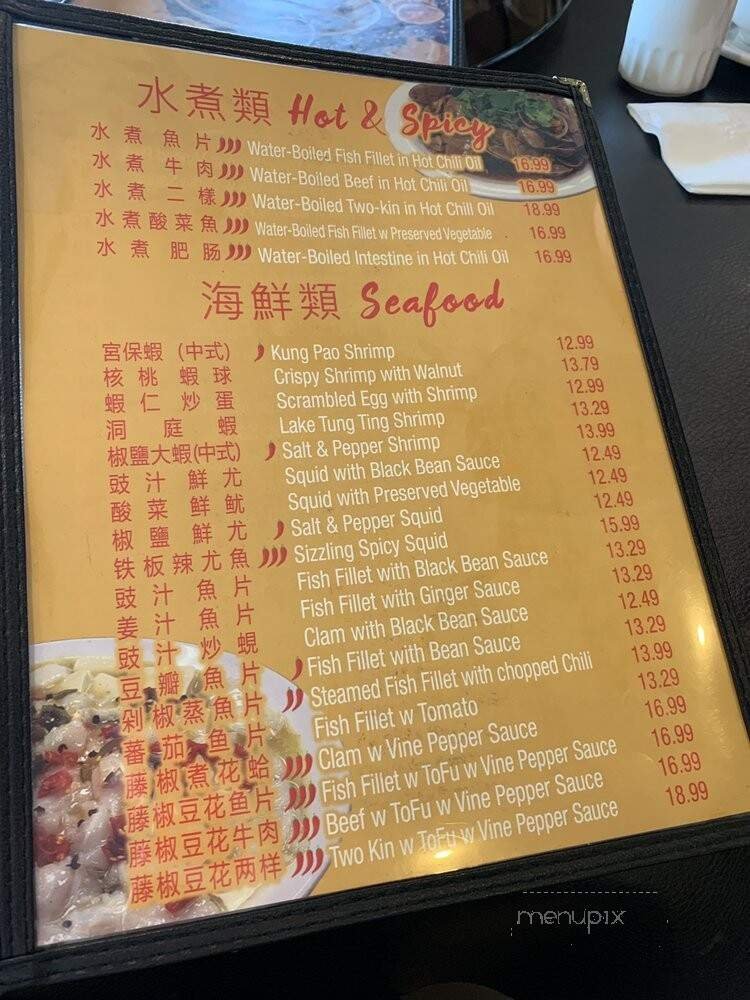 水煮類 Hot & Spicy
水煮魚片 Water-Boiled Fish Fillet in Hot Chili Oil 16.99
水煮牛肉 Water-Boiled Beef in Hot Chili Oil 16.99
水煮二樣 Water-Boiled Two-kin in Hot Chill Oil 18.99
水煮酸菜魚 Water-Boiled Fish Fillet w Preserved Vegetable 16.99
水煮肥肠 Water-Boiled Intestine in Hot Chili Oil 16.99
海鮮類 Seafood
宮保蝦 (中式) Kung Pao Shrimp 12.99
核桃蝦球 Crispy Shrimp with Walnut 13.79
蝦仁炒蛋 Scrambled Egg with Shrimp 12.99
洞庭蝦 Lake Tung Ting Shrimp 13.29
椒鹽大蝦(中式) Salt & Pepper Shrimp 13.99
豉汁鮮尤 Squid with Black Bean Sauce 12.49
酸菜鮮魷 Squid with Preserved Vegetable 12.49
椒鹽鮮尤 Salt & Pepper Squid 12.49
铁板辣尤魚 Sizzling Spicy Squid 15.99
豉汁魚片 Fish Fillet with Black Bean Sauce 13.29
姜汁魚片 Fish Fillet with Ginger Sauce 13.29
豉汁炒蜆 Clam with Black Bean Sauce 12.49
豆瓣魚片 Fish Fillet with Bean Sauce 13.29
剁椒蒸魚片 Steamed Fish Fillet with chopped Chili 13.99
蕃茄鱼片 Fish Fillet w Tomato 13.29
藤椒煮花蛤 Clam w Vine Pepper Sauce 16.99
藤椒豆花鱼片 Fish Fillet w ToFu w Vine Pepper Sauce 16.99
藤椒豆花牛肉 Beef w ToFu w Vine Pepper Sauce 16.99
藤椒豆花两样 Two Kin w ToFu w Vine Pepper Sauce 18.99
menupix